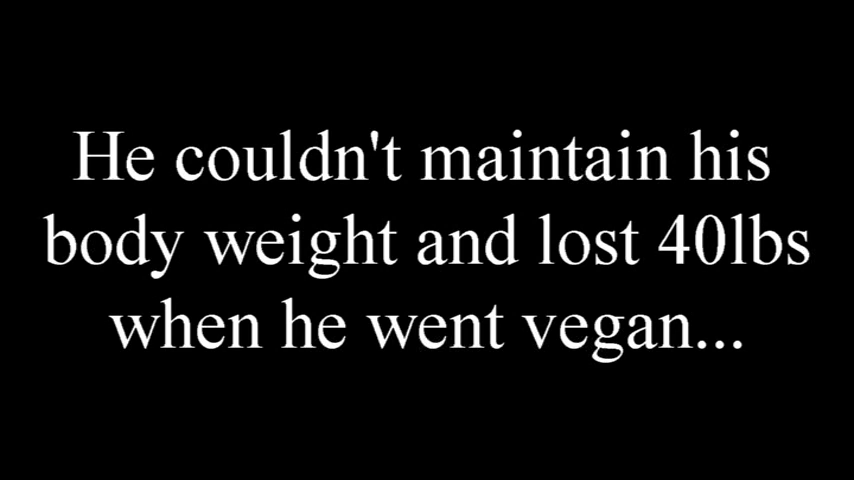 He couldn't maintain his
body weight and lost 40lbs
when he went vegan...